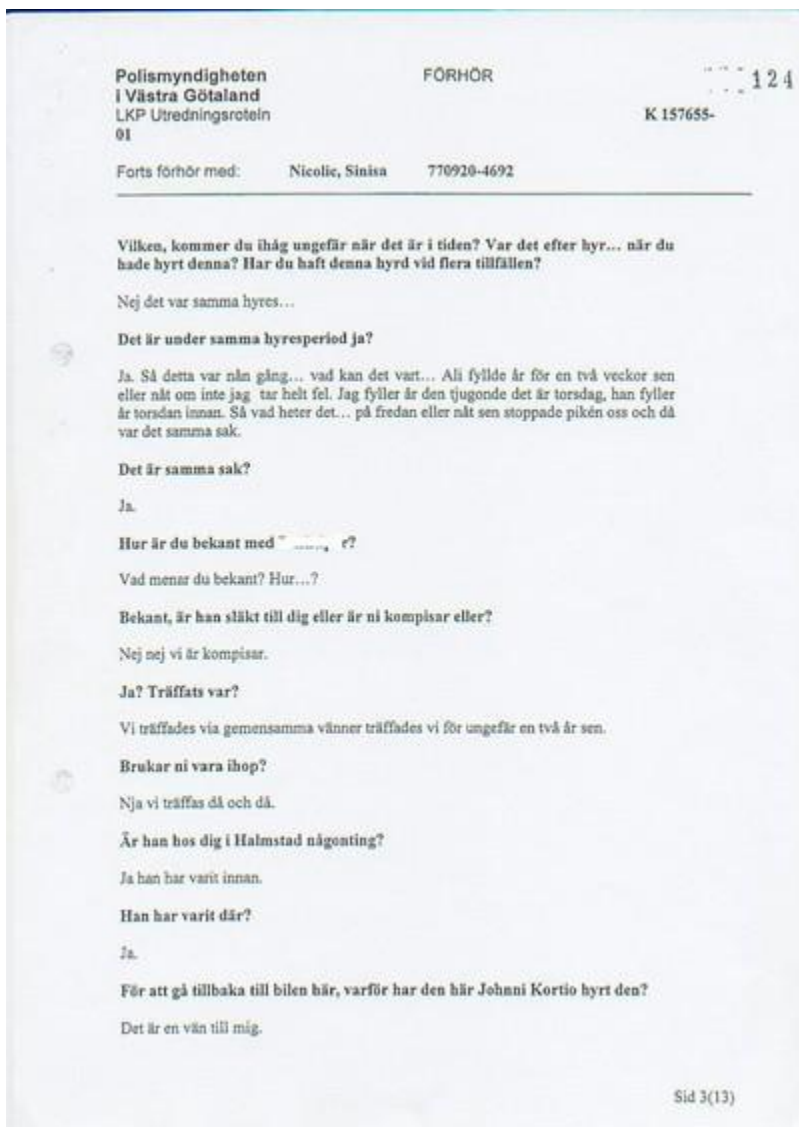 Polismyndigheten FÖRHÖR 124
i Västra Götaland
LKP Utredningsroteln K 157655-
01
Forts förhör med: Nicolic, Sinisa 770920-4692
Vilken, kommer du ihåg ungefär när det är i tiden? Var det efter hyr... när du
hade hyrt denna? Har du haft denna hyrd vid flera tillfällen?
Nej det var samma hyres...
Det är under samma hyresperiod ja?
Ja. Så detta var nån gång... vad kan det vart... Ali fyllde år för en två veckor sen
eller nåt om inte jag tar helt fel. Jag fyller år den tjugonde det är torsdag, han fyller
år torsdan innan. Så vad heter det... på fredan eller nåt sen stoppade pikén oss och då
var det samma sak.
Det är samma sak?
Ja.
Hur är du bekant med r?
Vad menar du bekant? Hur...?
Bekant, är han släkt till dig eller är ni kompisar eller?
Nej nej vi är kompisar.
Ja? Träffats var?
Vi träffades via gemensamma vänner träffades vi för ungefär en två år sen.
Brukar ni vara ihop?
Nja vi träffas då och då.
Är han hos dig i Halmstad någonting?
Ja han har varit innan.
Han har varit där?
Ja.
För att gå tillbaka till bilen här, varför har den här Johnni Kortio hyrt den?
Det är en vän till mig.
Sid 3(13)